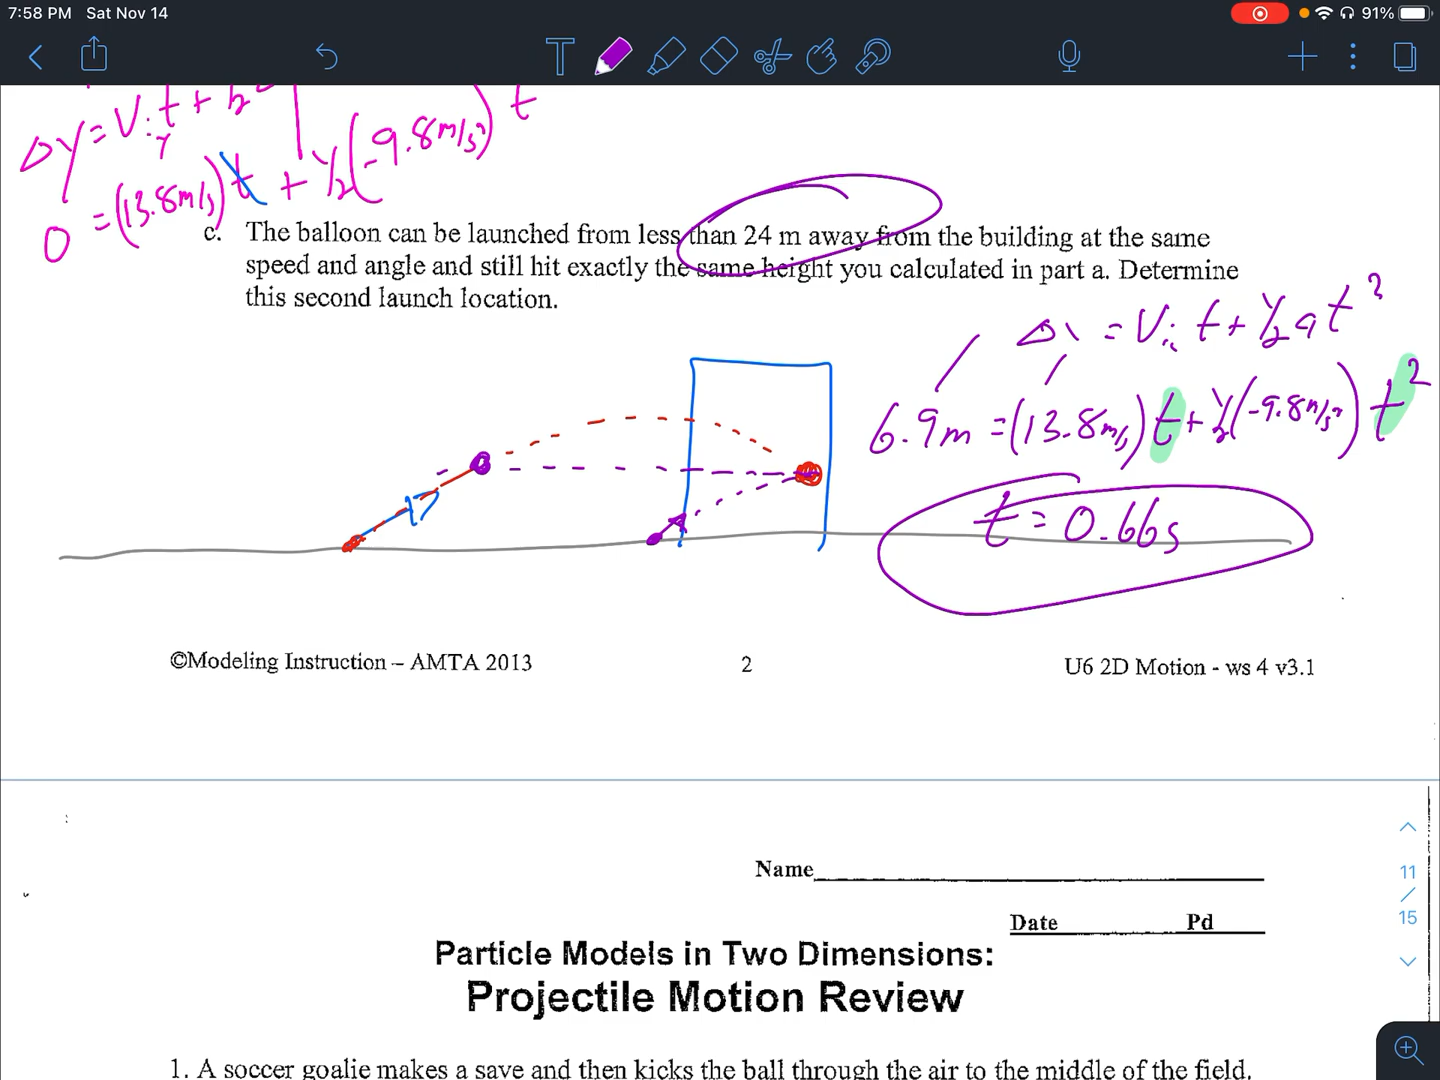 7:58 PM Sat Nov 14
91%
T
Δy = Viy t + ½
0 = (13.8m/s) t + ½(-9.8m/s²) t
c. The balloon can be launched from less than 24 m away from the building at the same
speed and angle and still hit exactly the same height you calculated in part a. Determine
this second launch location.
= Vi t + ½ a t²
6.9m = (13.8m/s) t + ½(-9.8m/s²) t²
t = 0.66s
©Modeling Instruction – AMTA 2013
2
U6 2D Motion - ws 4 v3.1
Name
Date Pd
11
/
15
Particle Models in Two Dimensions:
Projectile Motion Review
1. A soccer goalie makes a save and then kicks the ball through the air to the middle of the field.